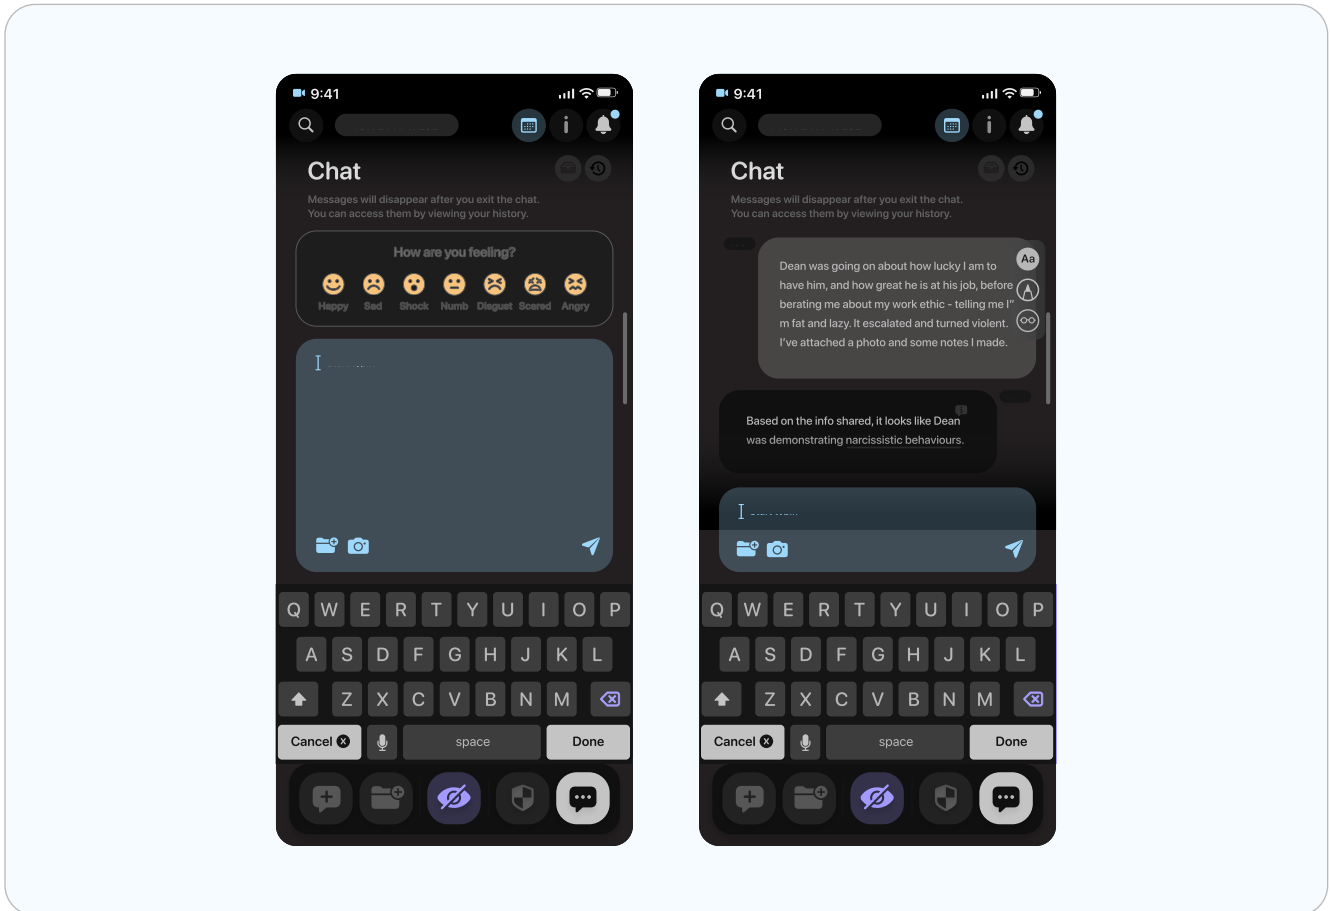 9:41
Chat
Messages will disappear after you exit the chat.
You can access them by viewing your history.
How are you feeling?
Happy Sad Shock Numb Disgust Scared Angry
Q W E R T Y U I O P
A S D F G H J K L
Z X C V B N M
Cancel X space Done
9:41
Chat
Messages will disappear after you exit the chat.
You can access them by viewing your history.
Dean was going on about how lucky I am to
have him, and how great he is at his job, before
berating me about my work ethic - telling me I"
m fat and lazy. It escalated and turned violent.
I've attached a photo and some notes I made.
Aa
Based on the info shared, it looks like Dean
was demonstrating narcissistic behaviours.
Q W E R T Y U I O P
A S D F G H J K L
Z X C V B N M
Cancel X space Done